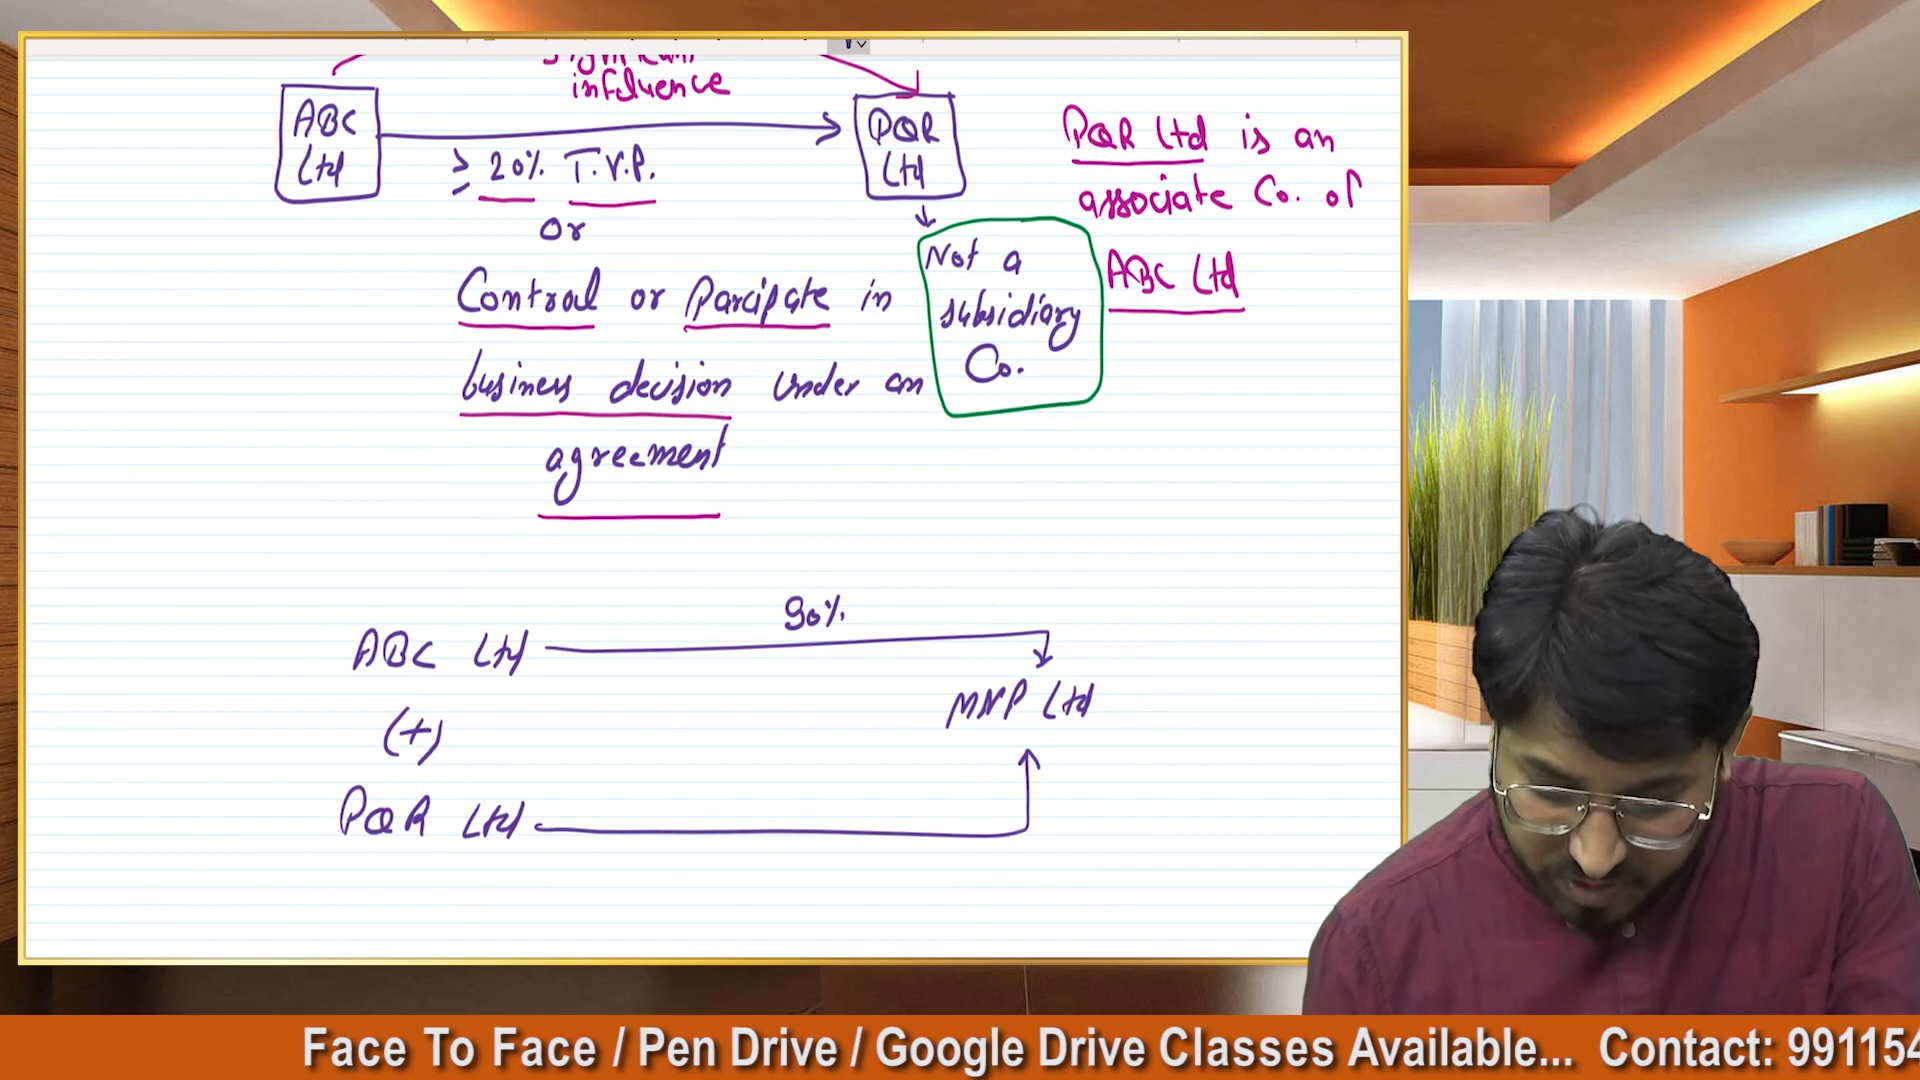 influence
ABC
Ltd
≥ 20% T.V.P.
or
PQR
Ltd
Not a
subsidiary
Co.
PQR Ltd is an
associate Co. of
ABC Ltd
Control or Parcipate in
business decision under an
agreement
90%
ABC Ltd
(+)
PQR Ltd
MNP Ltd
Face To Face / Pen Drive / Google Drive Classes Available... Contact: 991154